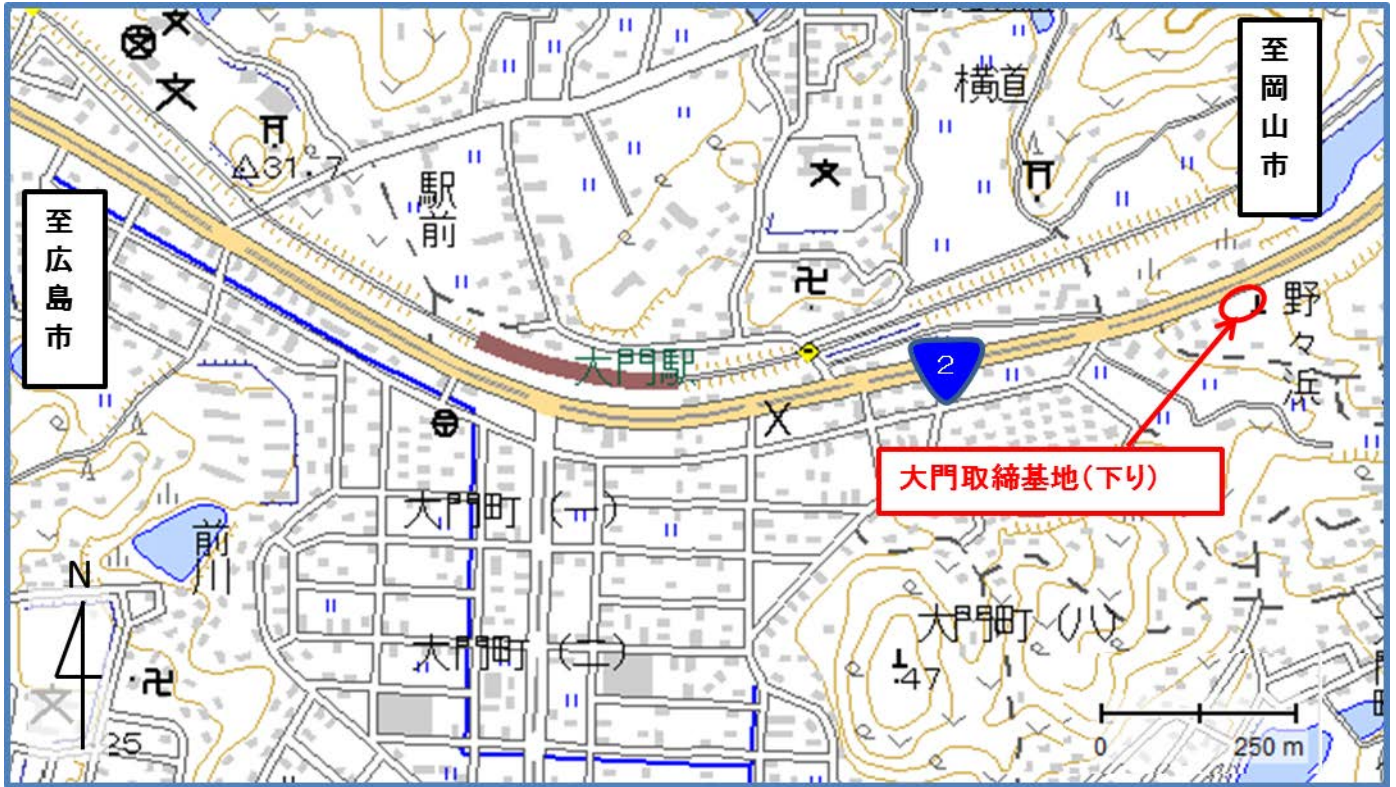 至岡山市
横道
31.7
駅前
至広島市
大門駅
2
野々浜
大門取締基地(下り)
大門町(一)
前川
N
大門町(八)
大門町(二)
47
25
0
250 m